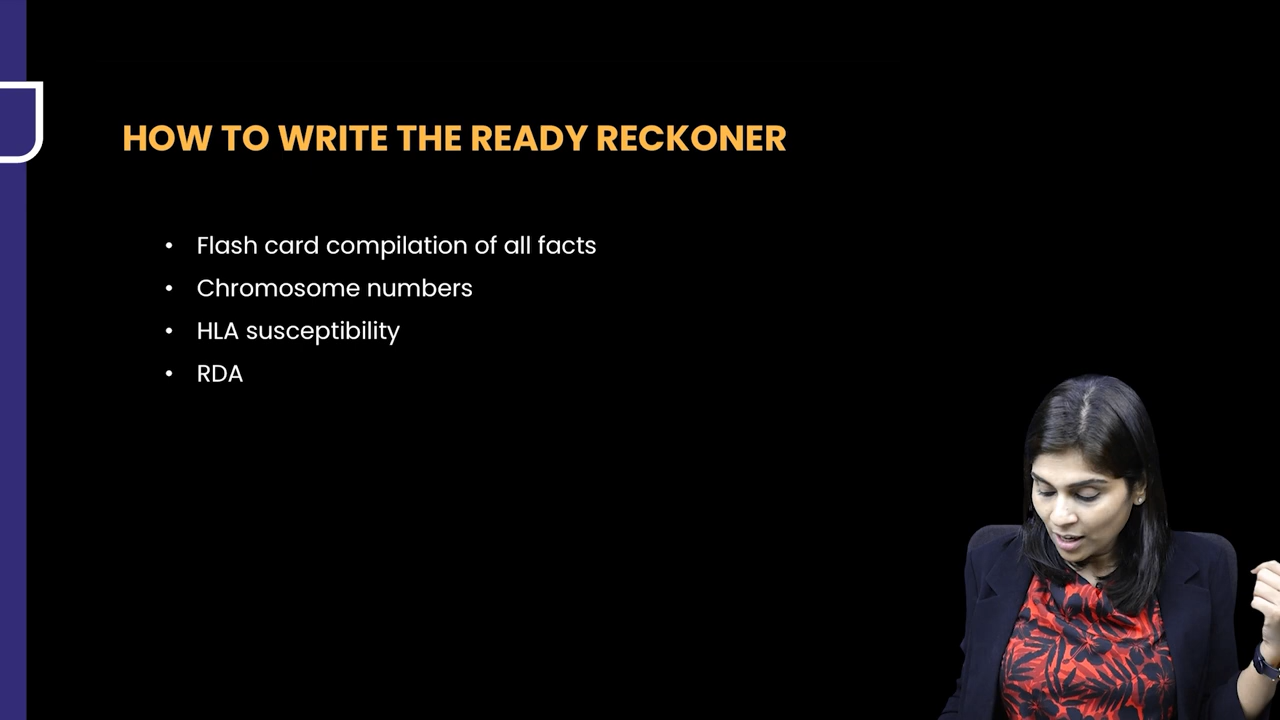 HOW TO WRITE THE READY RECKONER
• Flash card compilation of all facts
• Chromosome numbers
• HLA susceptibility
• RDA